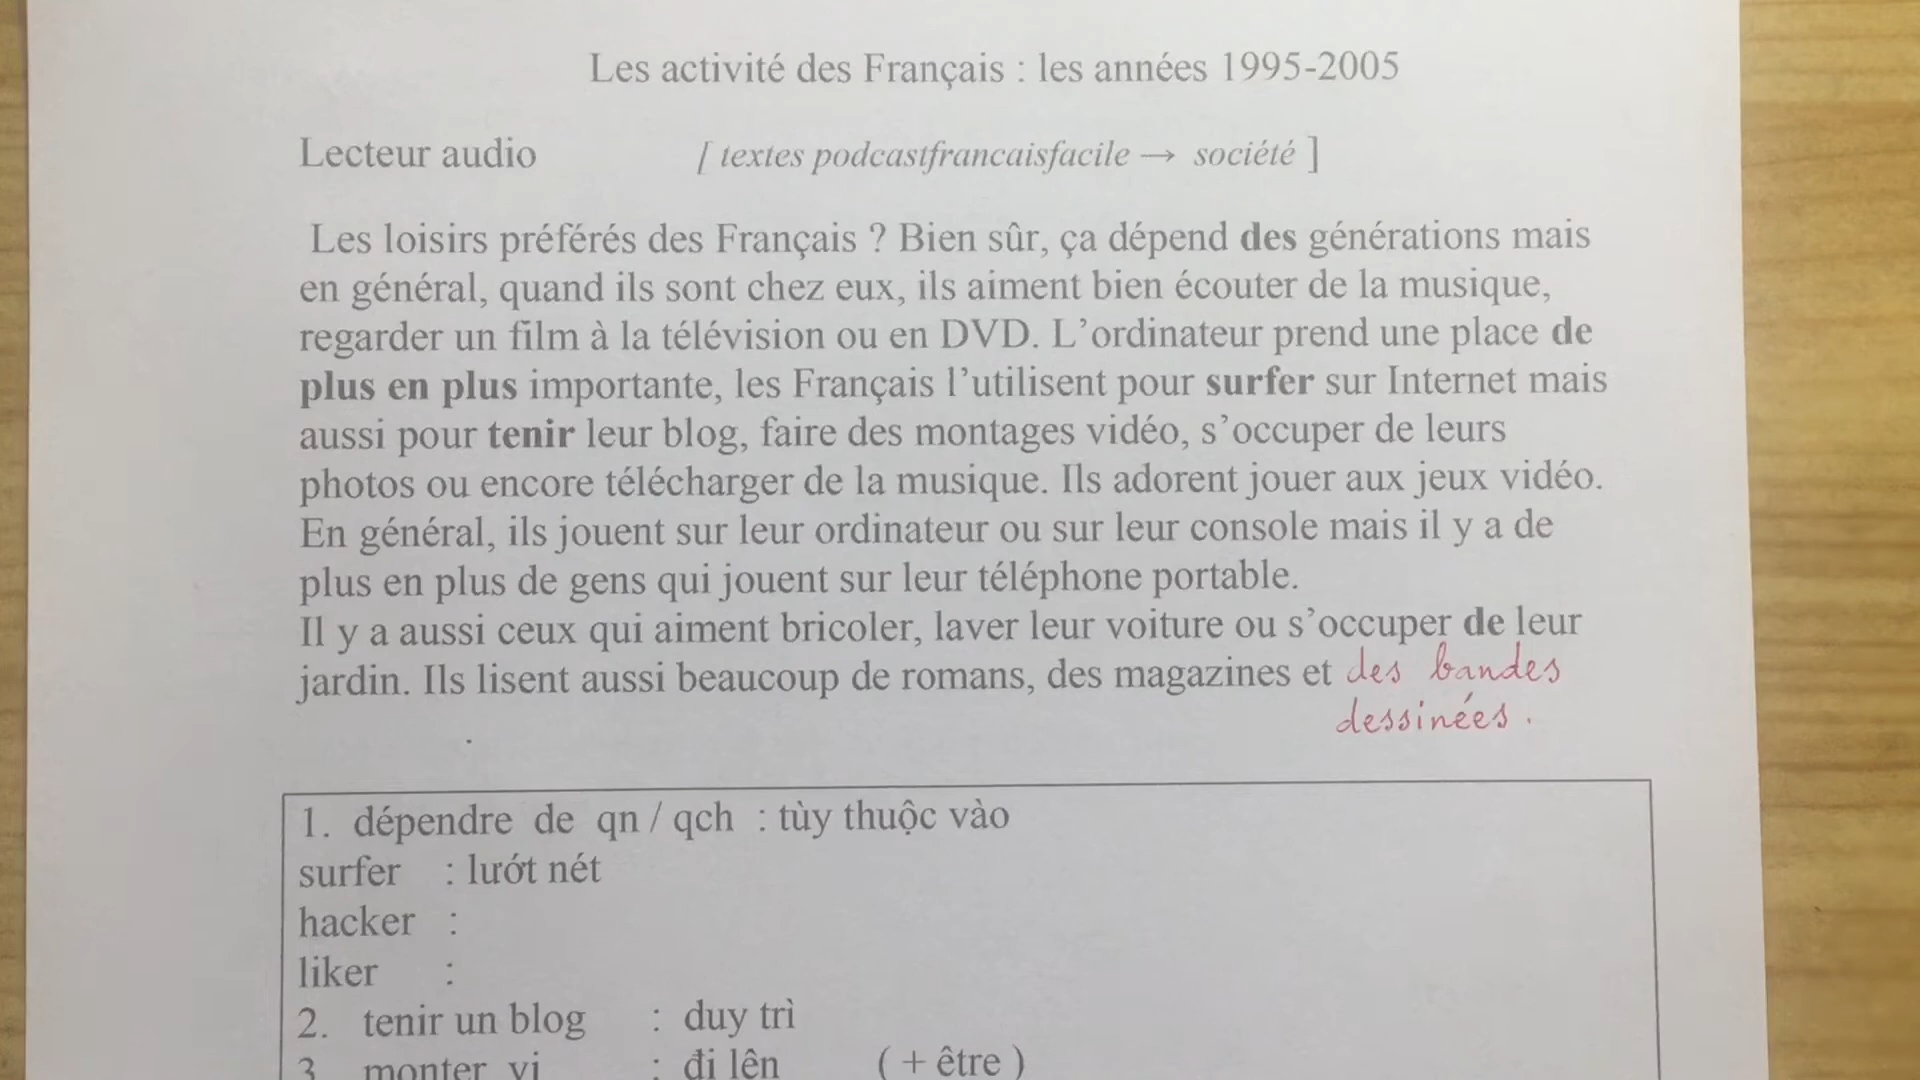 Les activité des Français : les années 1995-2005
Lecteur audio [ textes podcastfrancaisfacile → société ]
Les loisirs préférés des Français ? Bien sûr, ça dépend des générations mais
en général, quand ils sont chez eux, ils aiment bien écouter de la musique,
regarder un film à la télévision ou en DVD. L’ordinateur prend une place de
plus en plus importante, les Français l’utilisent pour surfer sur Internet mais
aussi pour tenir leur blog, faire des montages vidéo, s’occuper de leurs
photos ou encore télécharger de la musique. Ils adorent jouer aux jeux vidéo.
En général, ils jouent sur leur ordinateur ou sur leur console mais il y a de
plus en plus de gens qui jouent sur leur téléphone portable.
Il y a aussi ceux qui aiment bricoler, laver leur voiture ou s’occuper de leur
jardin. Ils lisent aussi beaucoup de romans, des magazines et des bandes
dessinées.
1. dépendre de qn / qch : tùy thuộc vào
surfer : lướt nét
hacker :
liker :
2. tenir un blog : duy trì
3 monter vi : đi lên ( + être )